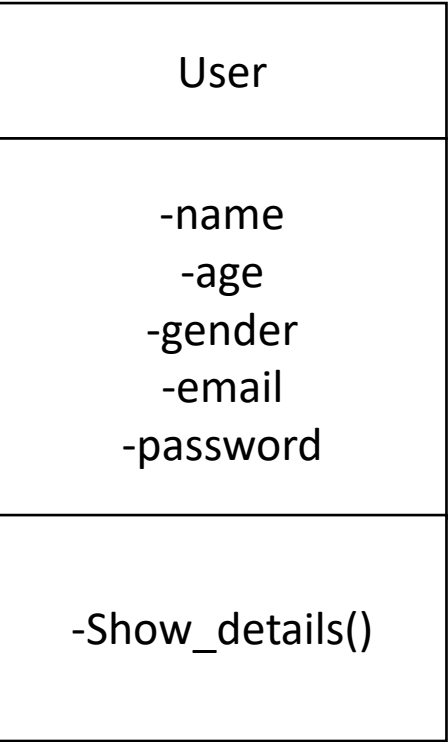 User
-name
-age
-gender
-email
-password
-Show_details()